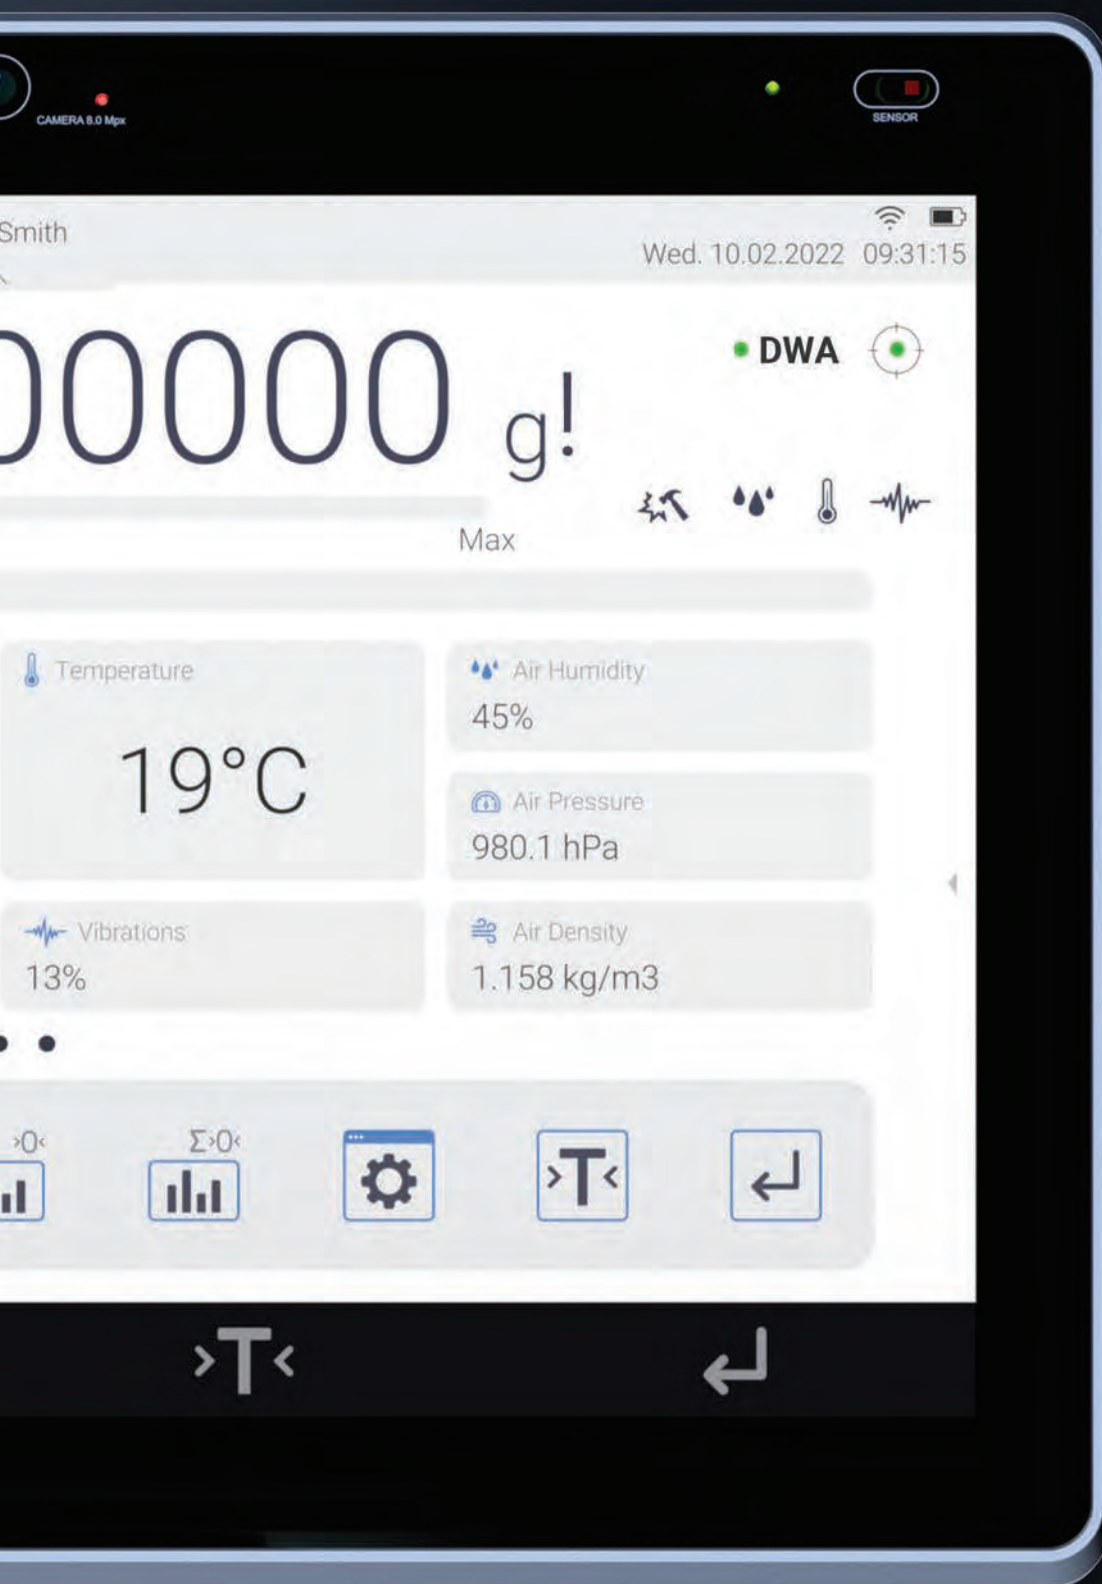 CAMERA 8.0 Mpx
SENSOR
Smith
Wed. 10.02.2022 09:31:15
00000 g!
DWA
Max
Temperature
19°C
Air Humidity
45%
Air Pressure
980.1 hPa
Vibrations
13%
Air Density
1.158 kg/m3
›0‹
Σ›0‹
›T‹
›T‹